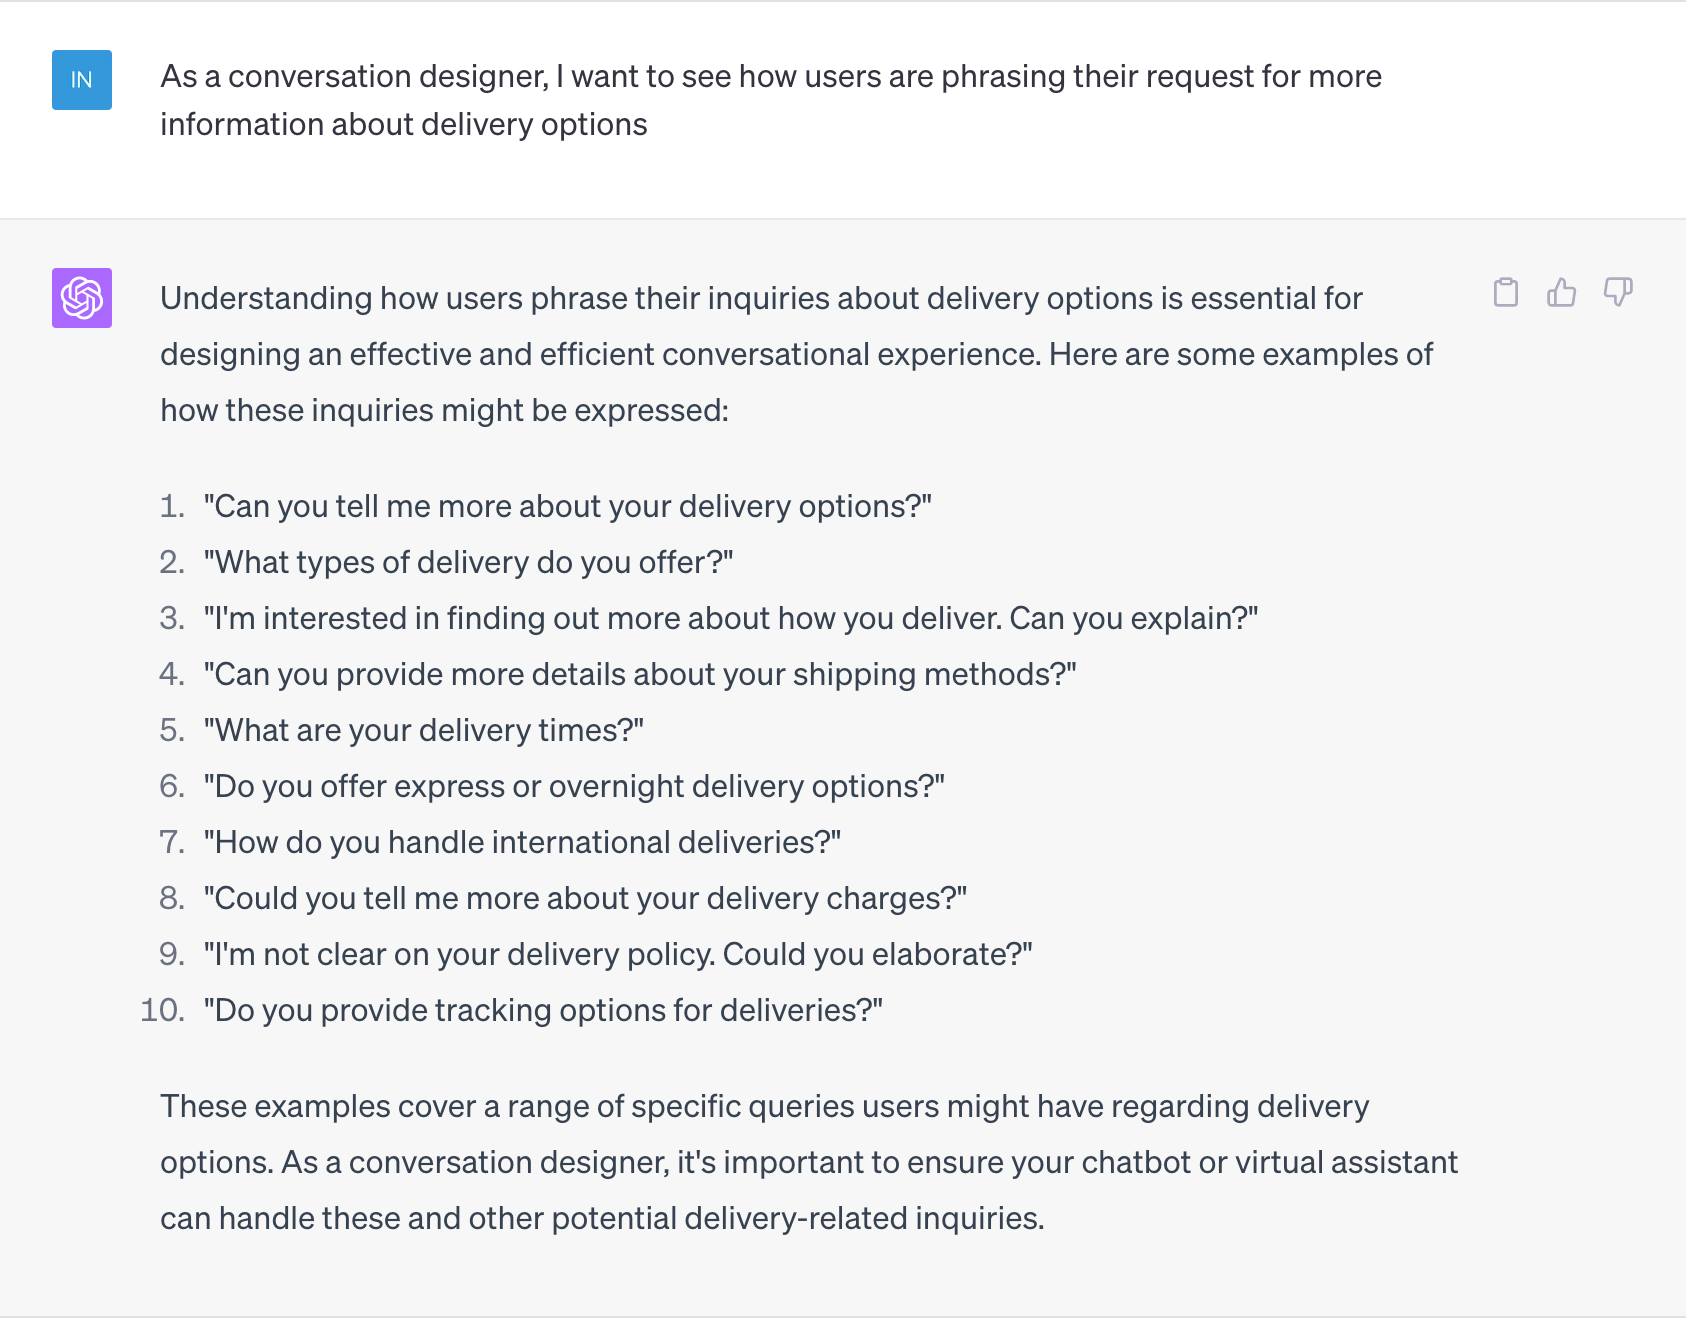 IN
As a conversation designer, I want to see how users are phrasing their request for more
information about delivery options
Understanding how users phrase their inquiries about delivery options is essential for
designing an effective and efficient conversational experience. Here are some examples of
how these inquiries might be expressed:
1. "Can you tell me more about your delivery options?"
2. "What types of delivery do you offer?"
3. "I'm interested in finding out more about how you deliver. Can you explain?"
4. "Can you provide more details about your shipping methods?"
5. "What are your delivery times?"
6. "Do you offer express or overnight delivery options?"
7. "How do you handle international deliveries?"
8. "Could you tell me more about your delivery charges?"
9. "I'm not clear on your delivery policy. Could you elaborate?"
10. "Do you provide tracking options for deliveries?"
These examples cover a range of specific queries users might have regarding delivery
options. As a conversation designer, it's important to ensure your chatbot or virtual assistant
can handle these and other potential delivery-related inquiries.